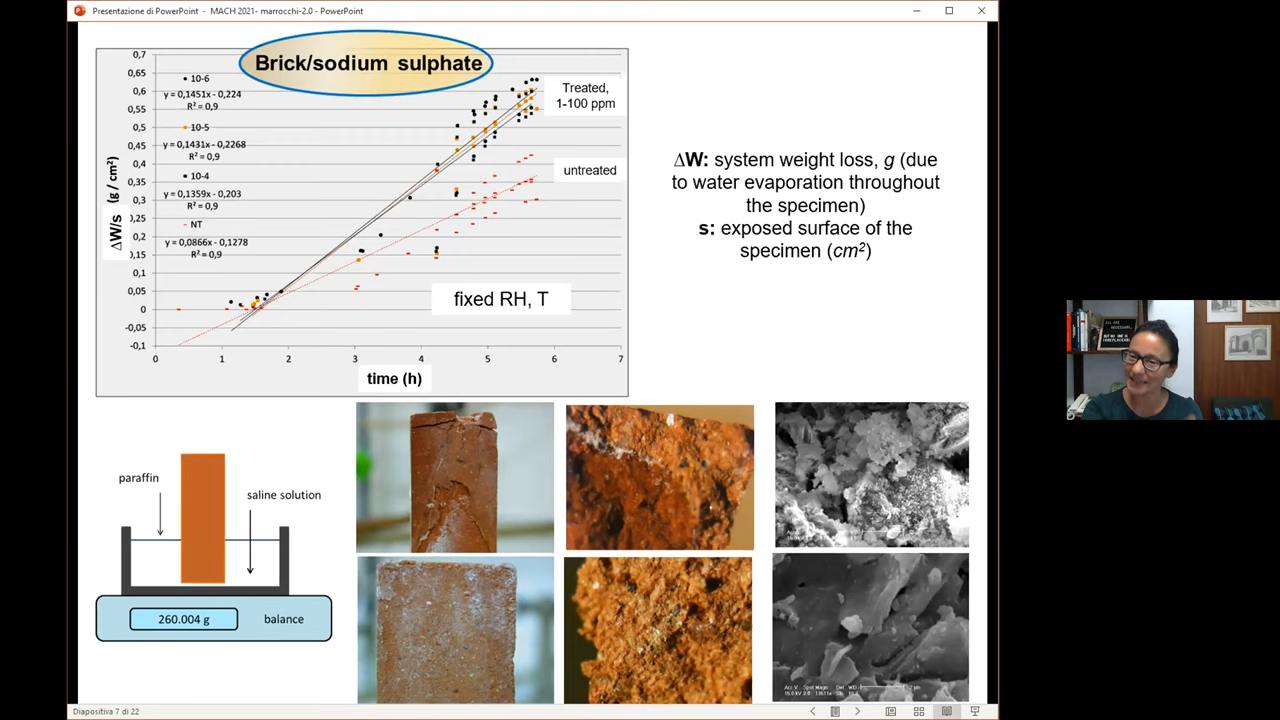 Presentazione di PowerPoint - MACH 2021- marrocchi-2.0 - PowerPoint
Brick/sodium sulphate
0,7
0,65
0,6
0,55
0,5
0,45
0,4
0,35
0,3
0,25
0,2
0,15
0,1
0,05
0
-0,05
-0,1
ΔW/s (g / cm²)
10-6
y = 0,1451x - 0,224
R² = 0,9
10-5
y = 0,1431x - 0,2268
R² = 0,9
10-4
y = 0,1359x - 0,203
R² = 0,9
NT
y = 0,0866x - 0,1278
R² = 0,9
Treated,
1-100 ppm
untreated
fixed RH, T
0 1 2 3 4 5 6 7
time (h)
ΔW: system weight loss, g (due
to water evaporation throughout
the specimen)
s: exposed surface of the
specimen (cm²)
paraffin
saline solution
260.004 g
balance
Acc.V Spot Magn Det WD
Diapositiva 7 di 22